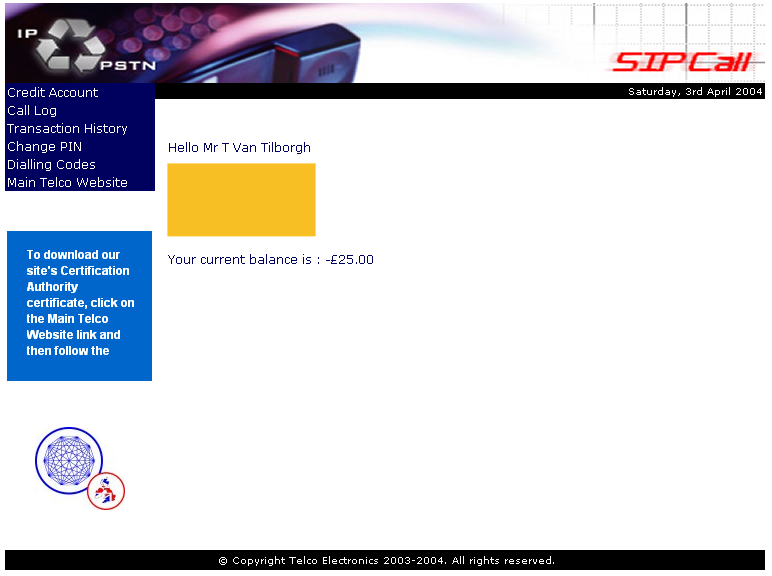 IP
PSTN
SIPCall
Saturday, 3rd April 2004
Credit Account
Call Log
Transaction History
Change PIN
Dialling Codes
Main Telco Website
Hello Mr T Van Tilborgh
Your current balance is : -£25.00
To download our
site's Certification
Authority
certificate, click on
the Main Telco
Website link and
then follow the
© Copyright Telco Electronics 2003-2004. All rights reserved.